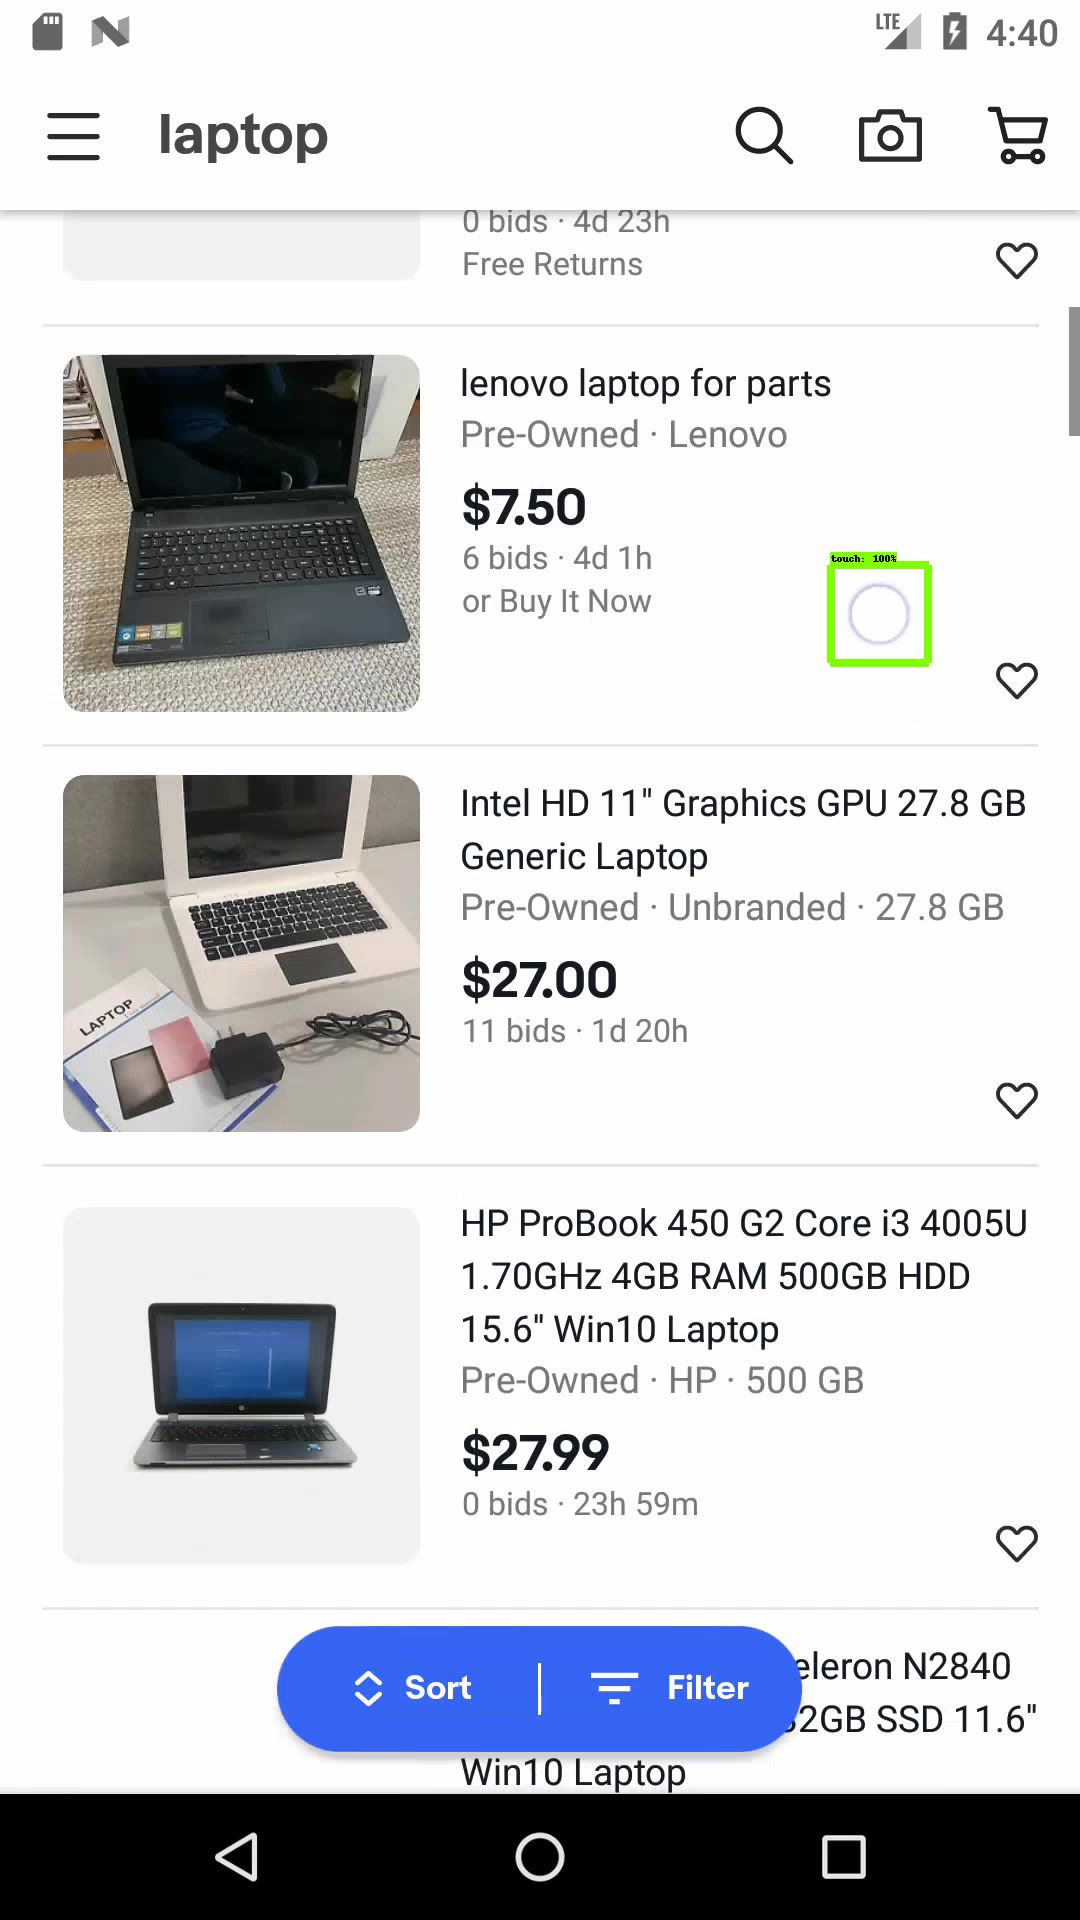 LTE 4:40
laptop
0 bids · 4d 23h
Free Returns
lenovo laptop for parts
Pre-Owned · Lenovo
$7.50
6 bids · 4d 1h
or Buy It Now
touch: 100%
Intel HD 11" Graphics GPU 27.8 GB
Generic Laptop
Pre-Owned · Unbranded · 27.8 GB
$27.00
11 bids · 1d 20h
LAPTOP
HP ProBook 450 G2 Core i3 4005U
1.70GHz 4GB RAM 500GB HDD
15.6" Win10 Laptop
Pre-Owned · HP · 500 GB
$27.99
0 bids · 23h 59m
Sort
Filter
N2840
SSD 11.6"
Win10 Laptop